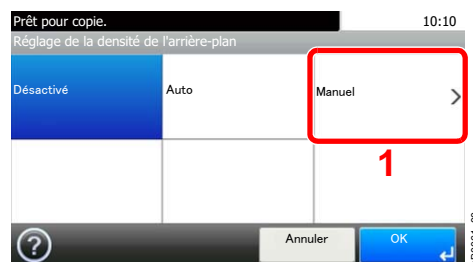 Prêt pour copie. 10:10
Réglage de la densité de l'arrière-plan
Désactivé
Auto
Manuel
1
?
Annuler
OK